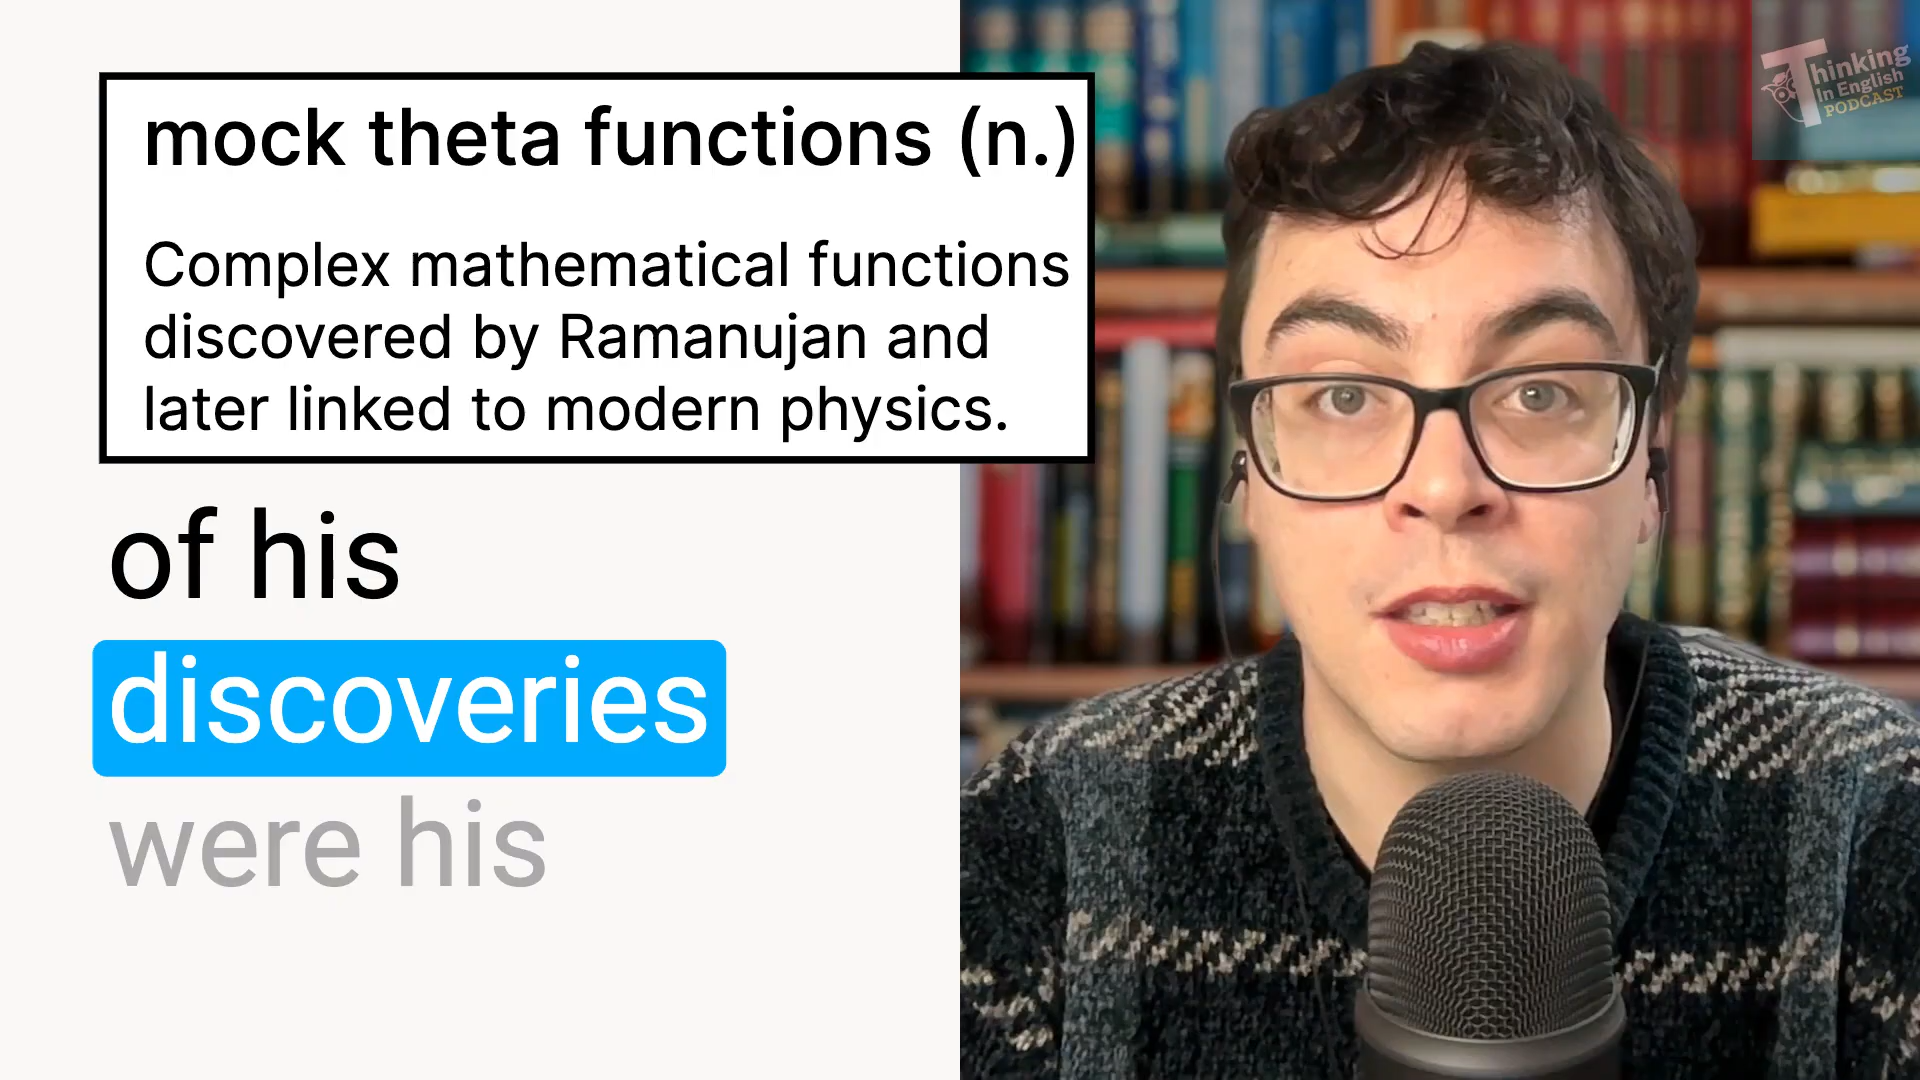 mock theta functions (n.)
Complex mathematical functions
discovered by Ramanujan and
later linked to modern physics.
of his
discoveries
were his
Thinking
In English
PODCAST